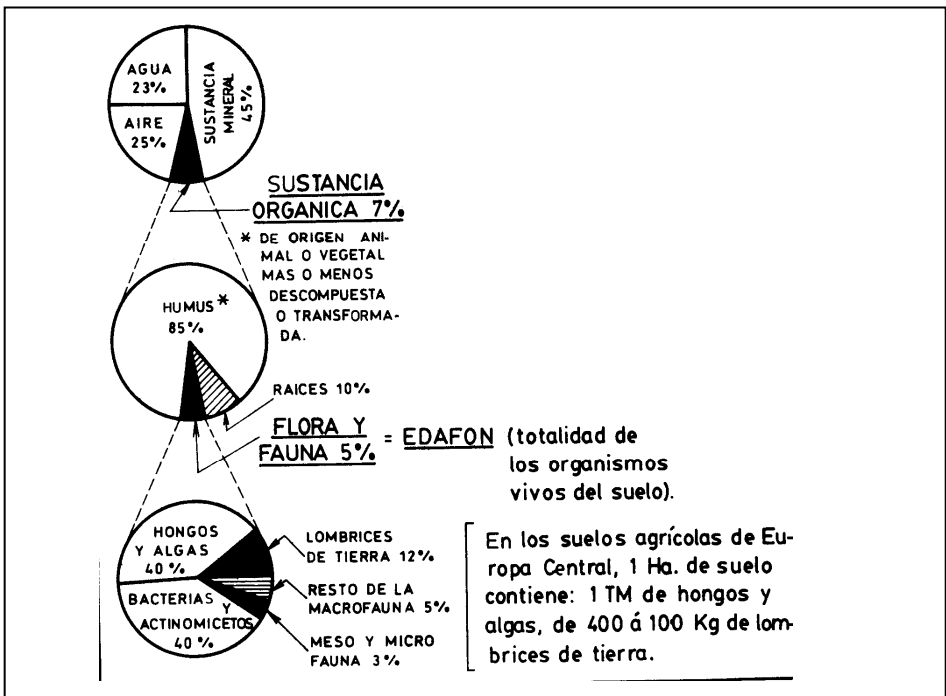 AGUA
23%
AIRE
25%
SUSTANCIA
MINERAL
45%
SUSTANCIA
ORGANICA 7%
* DE ORIGEN ANI-
MAL O VEGETAL
MAS O MENOS
DESCOMPUESTA
O TRANSFORMA-
DA.
HUMUS *
85%
RAICES 10%
FLORA Y
FAUNA 5% = EDAFON (totalidad de
los organismos
vivos del suelo).
HONGOS
Y ALGAS
40 %
BACTERIAS Y
ACTINOMICETOS
40 %
LOMBRICES
DE TIERRA 12%
RESTO DE LA
MACROFAUNA 5%
MESO Y MICRO
FAUNA 3%
En los suelos agrícolas de Eu-
ropa Central, 1 Ha. de suelo
contiene: 1 TM de hongos y
algas, de 400 á 100 Kg de lom-
brices de tierra.